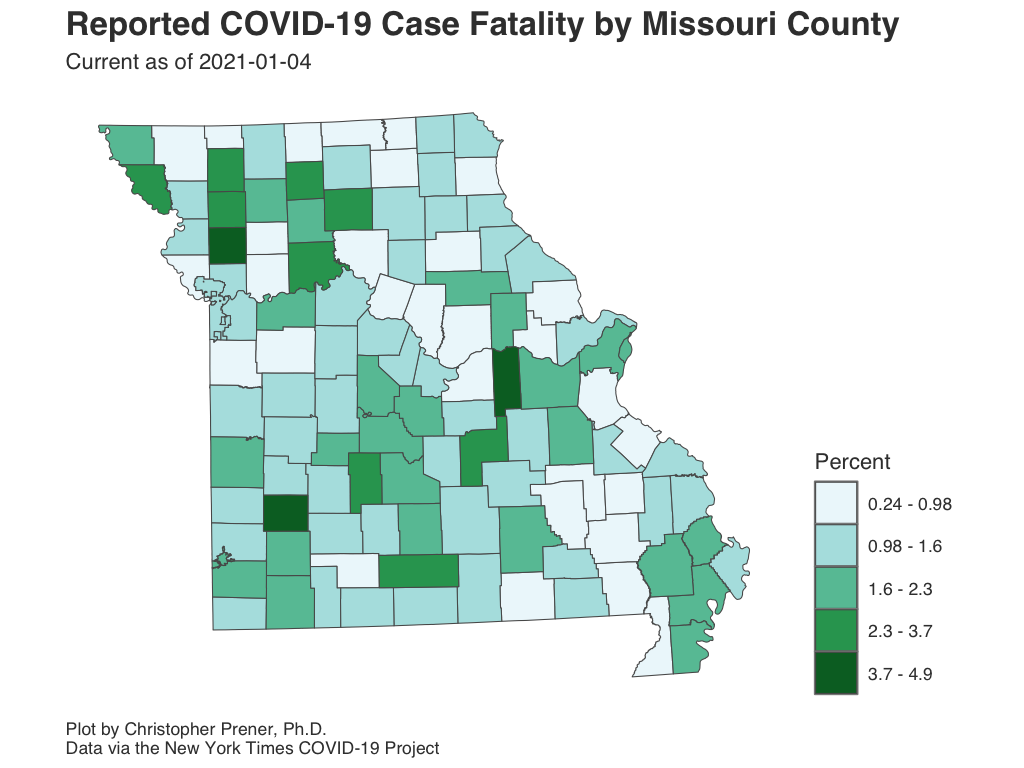 Reported COVID-19 Case Fatality by Missouri County
Current as of 2021-01-04
Percent
0.24 - 0.98
0.98 - 1.6
1.6 - 2.3
2.3 - 3.7
3.7 - 4.9
Plot by Christopher Prener, Ph.D.
Data via the New York Times COVID-19 Project